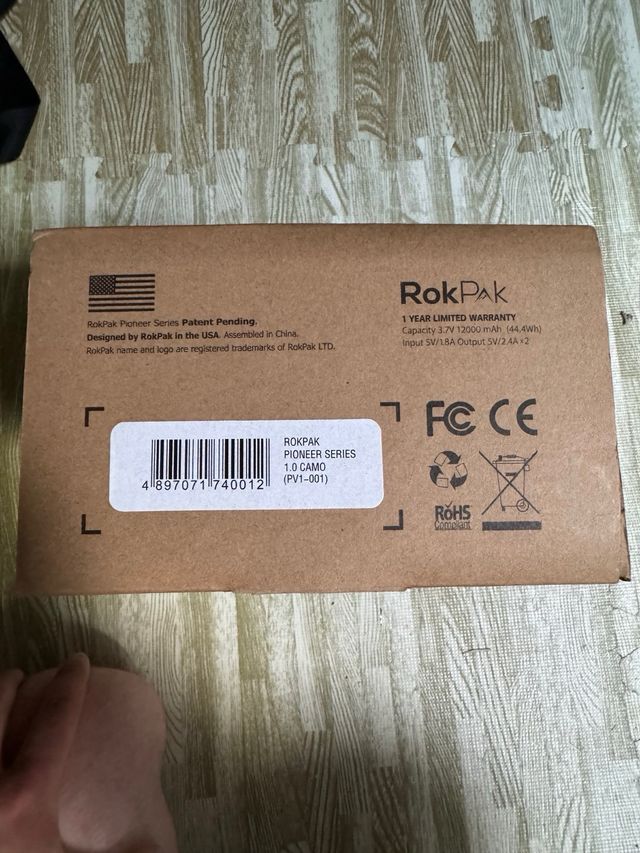 RokPak Pioneer Series Patent Pending.
Designed by RokPak in the USA. Assembled in China.
RokPak name and logo are registered trademarks of RokPak LTD.
RokPak
1 YEAR LIMITED WARRANTY
Capacity 3.7V 12000 mAh (44.4Wh)
Input 5V/1.8A Output 5V/2.4A ×2
4 897071 740012
ROKPAK
PIONEER SERIES
1.0 CAMO
(PV1-001)
FC CE
RoHS
Compliant